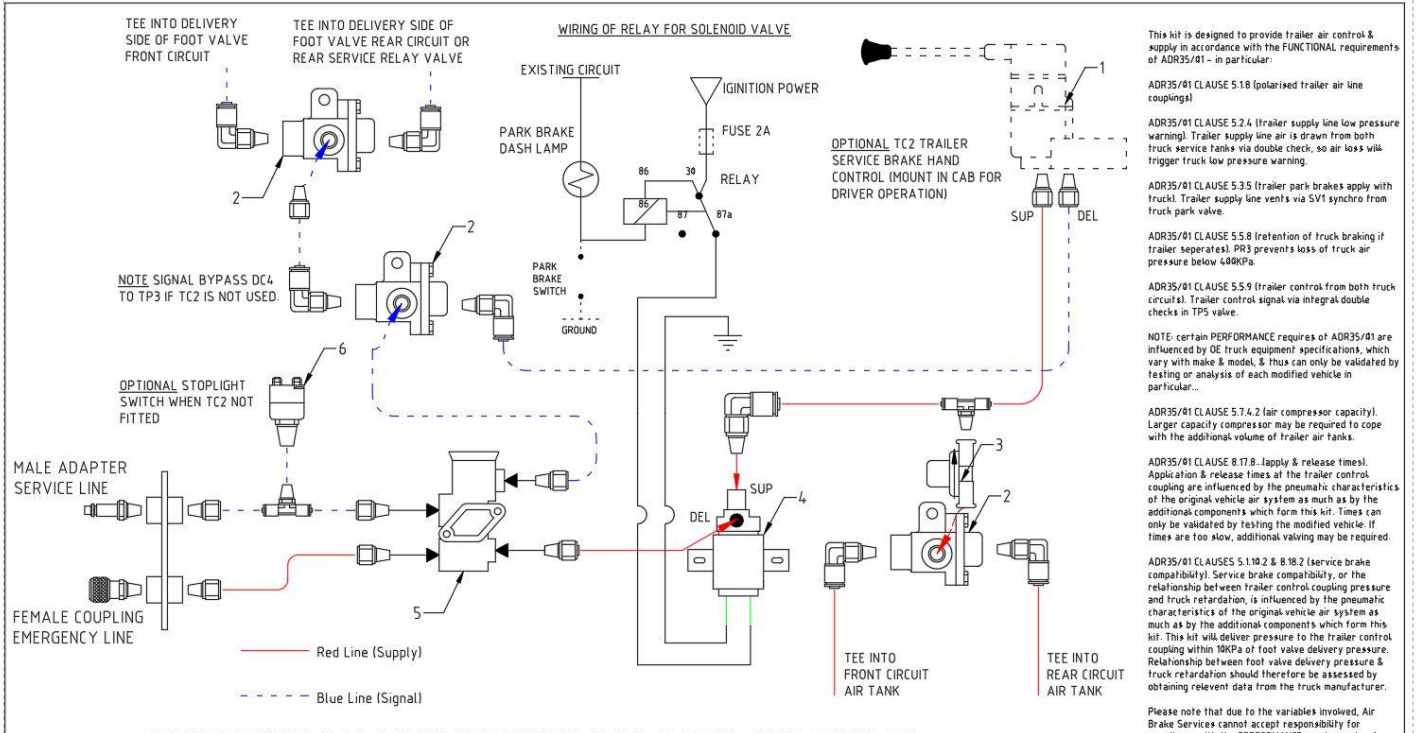 TEE INTO DELIVERY
SIDE OF FOOT VALVE
FRONT CIRCUIT
TEE INTO DELIVERY SIDE OF
FOOT VALVE REAR CIRCUIT OR
REAR SERVICE RELAY VALVE
WIRING OF RELAY FOR SOLENOID VALVE
EXISTING CIRCUIT
IGNITION POWER
PARK BRAKE
DASH LAMP
FUSE 2A
RELAY
86
30
86
87
87a
PARK
BRAKE
SWITCH
GROUND
OPTIONAL TC2 TRAILER
SERVICE BRAKE HAND
CONTROL (MOUNT IN CAB FOR
DRIVER OPERATION)
1
SUP
DEL
2
2
NOTE SIGNAL BYPASS DC4
TO TP3 IF TC2 IS NOT USED.
6
OPTIONAL STOPLIGHT
SWITCH WHEN TC2 NOT
FITTED
MALE ADAPTER
SERVICE LINE
FEMALE COUPLING
EMERGENCY LINE
5
SUP
DEL
4
3
2
TEE INTO
FRONT CIRCUIT
AIR TANK
TEE INTO
REAR CIRCUIT
AIR TANK
Red Line (Supply)
Blue Line (Signal)
This kit is designed to provide trailer air control &
supply in accordance with the FUNCTIONAL requirements
of ADR35/01 - in particular:
ADR35/01 CLAUSE 5.1.8 (polarised trailer air line
couplings)
ADR35/01 CLAUSE 5.2.4 (trailer supply line low pressure
warning). Trailer supply line air is drawn from both
truck service tanks via double check, so air loss will
trigger truck low pressure warning.
ADR35/01 CLAUSE 5.3.5 (trailer park brakes apply with
truck). Trailer supply line vents via SV1 synchro from
truck park valve.
ADR35/01 CLAUSE 5.5.8 (retention of truck braking if
trailer seperates). PR3 prevents loss of truck air
pressure below 400KPa.
ADR35/01 CLAUSE 5.5.9 (trailer control from both truck
circuits). Trailer control signal via integral double
checks in TP5 valve.
NOTE: certain PERFORMANCE requires of ADR35/01 are
influenced by OE truck equipment specifications, which
vary with make & model, & thus can only be validated by
testing or analysis of each modified vehicle in
particular...
ADR35/01 CLAUSE 5.7.4.2 (air compressor capacity).
Larger capacity compressor may be required to cope
with the additional volume of trailer air tanks.
ADR35/01 CLAUSE 8.17.8...(apply & release times).
Application & release times at the trailer control
coupling are influenced by the pneumatic characteristics
of the original vehicle air system as much as by the
additional components which form this kit. Times can
only be validated by testing the modified vehicle. If
times are too slow, additional valving may be required.
ADR35/01 CLAUSES 5.1.10.2 & 8.18.2 (service brake
compatibility). Service brake compatibility, or the
relationship between trailer control coupling pressure
and truck retardation, is influenced by the pneumatic
characteristics of the original vehicle air system as
much as by the additional components which form this
kit. This kit will deliver pressure to the trailer control
coupling within 10KPa of foot valve delivery pressure.
Relationship between foot valve delivery pressure &
truck retardation should therefore be assessed by
obtaining relevent data from the truck manufacturer.
Please note that due to the variables involved, Air
Brake Services cannot accept responsibility for